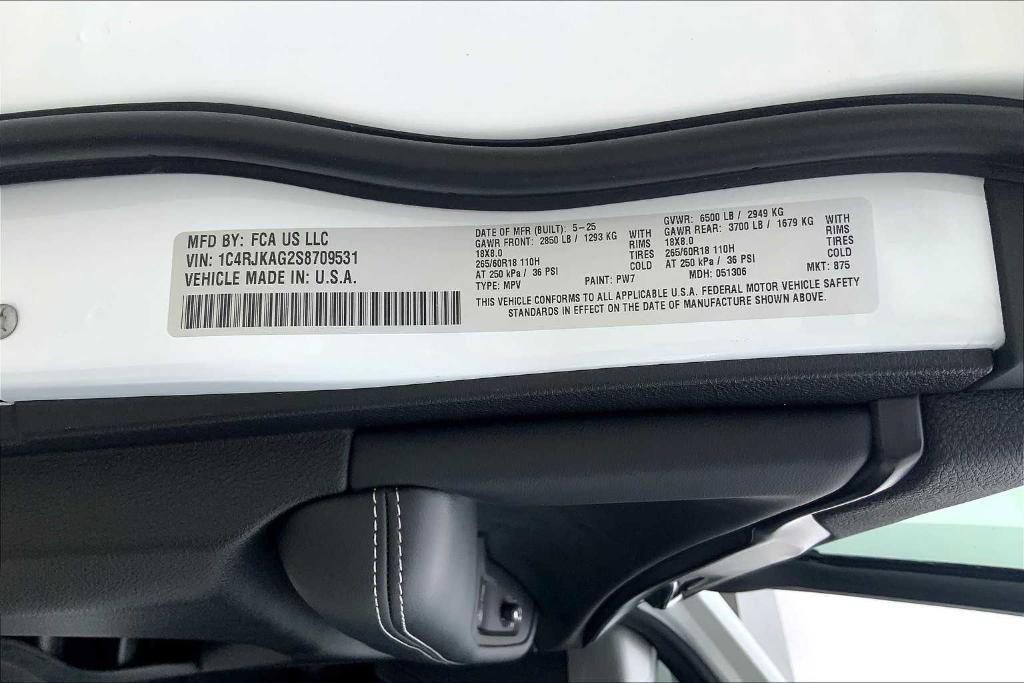 MFD BY: FCA US LLC
VIN: 1C4RJKAG2S8709531
VEHICLE MADE IN: U.S.A.
DATE OF MFR (BUILT): 5-25
GAWR FRONT: 2850 LB / 1293 KG WITH
18X8.0 RIMS
265/60R18 110H TIRES
AT 250 kPa / 36 PSI COLD
TYPE: MPV PAINT: PW7
GVWR: 6500 LB / 2949 KG
GAWR REAR: 3700 LB / 1679 KG WITH
18X8.0 RIMS
265/60R18 110H TIRES
AT 250 kPa / 36 PSI COLD
MDH: 051306 MKT: 875
THIS VEHICLE CONFORMS TO ALL APPLICABLE U.S.A. FEDERAL MOTOR VEHICLE SAFETY
STANDARDS IN EFFECT ON THE DATE OF MANUFACTURE SHOWN ABOVE.